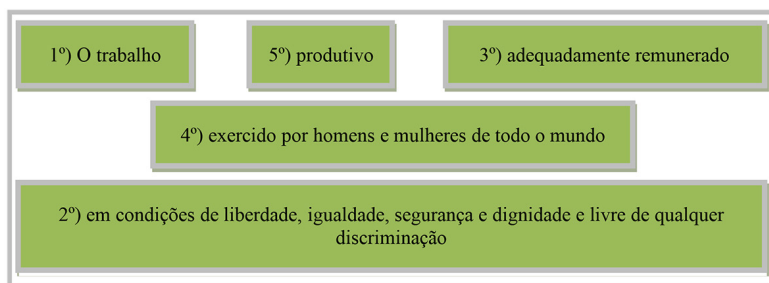 1º) O trabalho
5º) produtivo
3º) adequadamente remunerado
4º) exercido por homens e mulheres de todo o mundo
2º) em condições de liberdade, igualdade, segurança e dignidade e livre de qualquer
discriminação